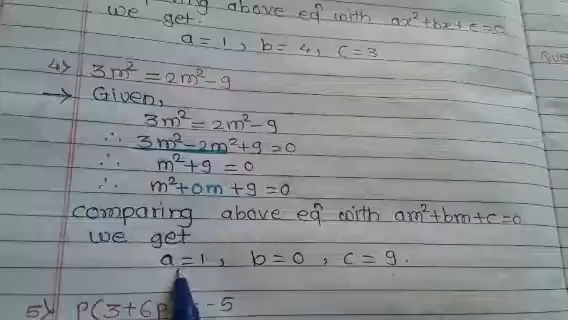 above eqn with ax²+bx+c=0
we get.
a=1, b=4, c=3
4) 3m²=2m²-9
→ Given,
3m²=2m²-9
∴ 3m²-2m²+9=0
∴ m²+9=0
∴ m²+0m+9=0
comparing above eqn with am²+bm+c=0
we get
a=1, b=0, c=9.
5) p(3+6p -5